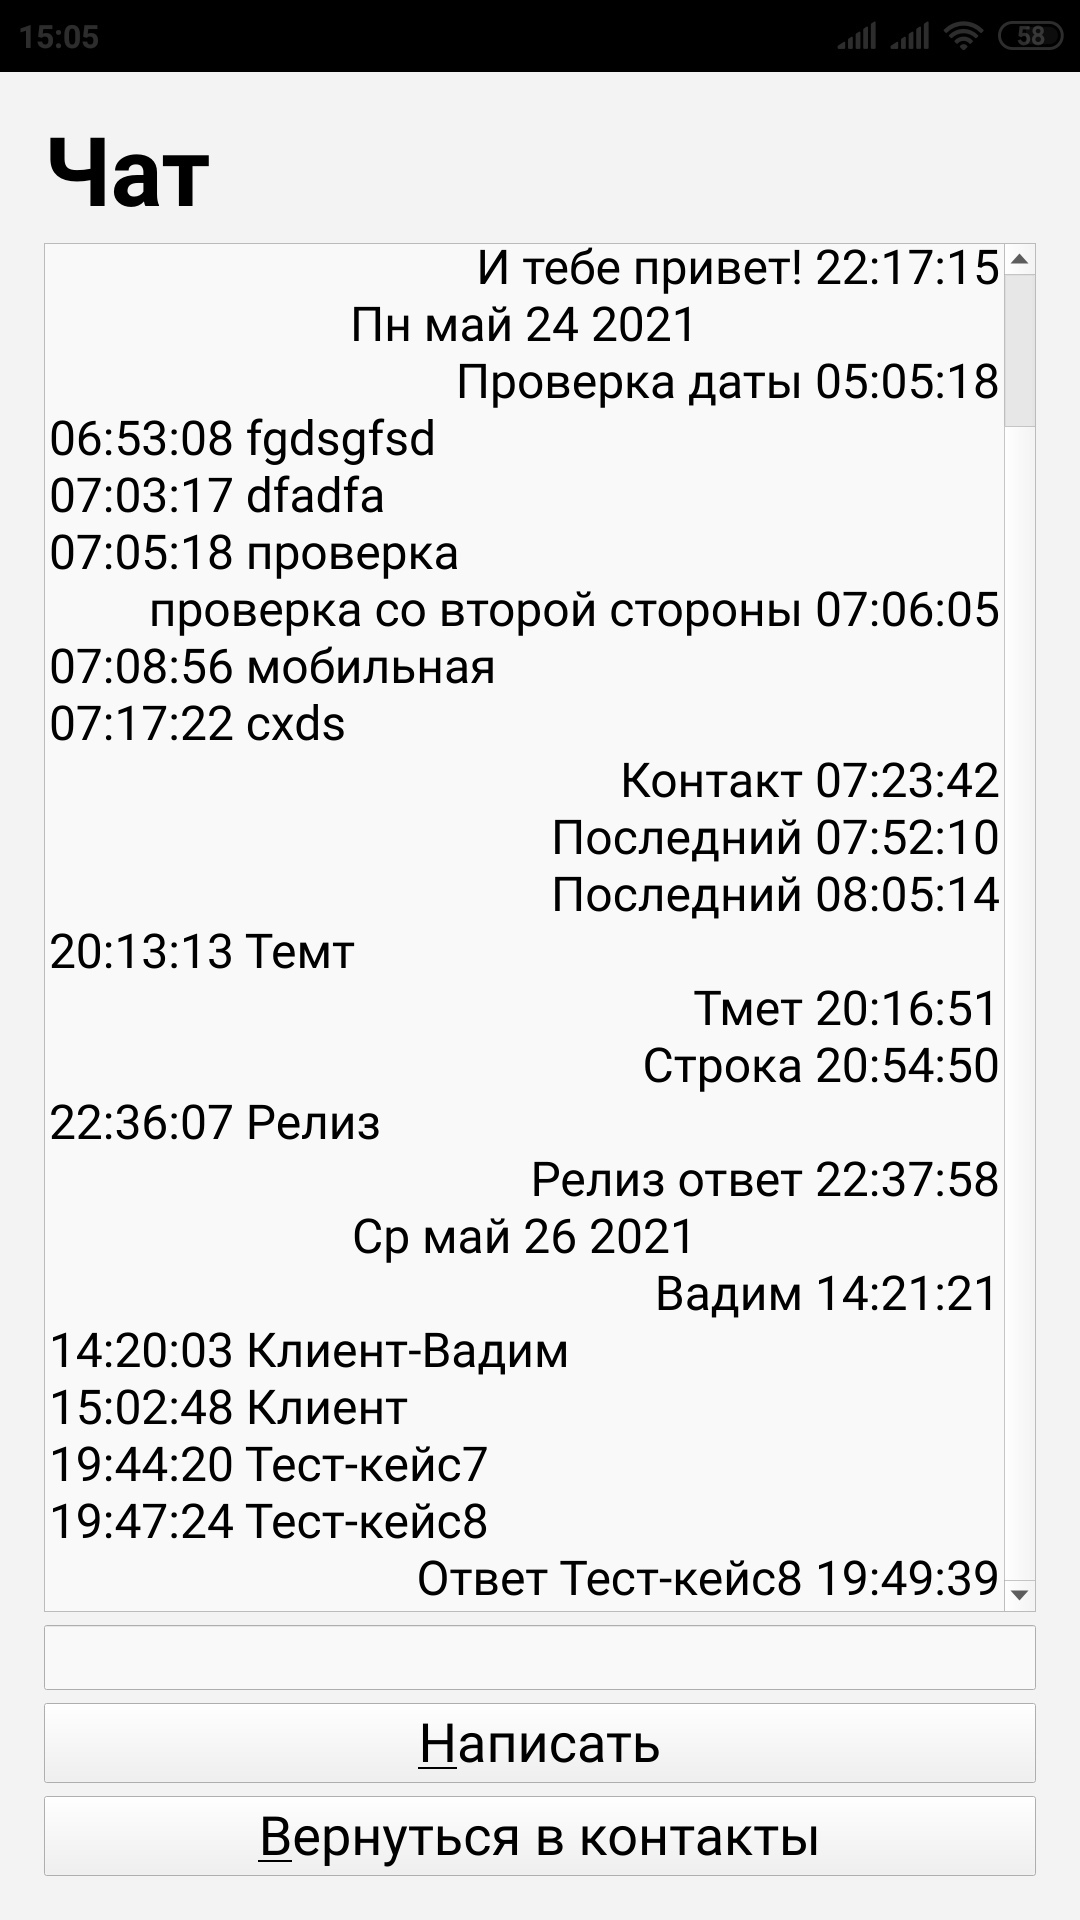 15:05
58
Чат
И тебе привет! 22:17:15
Пн май 24 2021
Проверка даты 05:05:18
06:53:08 fgdsgfsd
07:03:17 dfadfa
07:05:18 проверка
проверка со второй стороны 07:06:05
07:08:56 мобильная
07:17:22 cxds
Контакт 07:23:42
Последний 07:52:10
Последний 08:05:14
20:13:13 Темт
Тмет 20:16:51
Строка 20:54:50
22:36:07 Релиз
Релиз ответ 22:37:58
Ср май 26 2021
Вадим 14:21:21
14:20:03 Клиент-Вадим
15:02:48 Клиент
19:44:20 Тест-кейс7
19:47:24 Тест-кейс8
Ответ Тест-кейс8 19:49:39
Написать
Вернуться в контакты